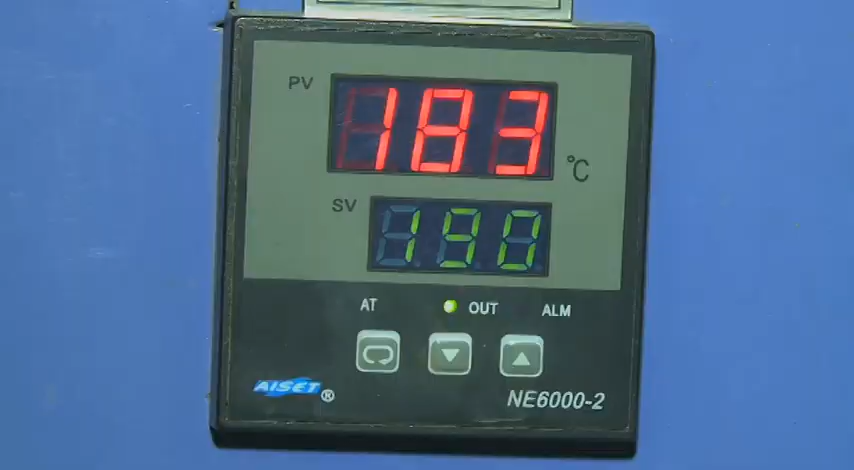 PV 183 °C
SV 190
AT OUT ALM
AISET ®
NE6000-2